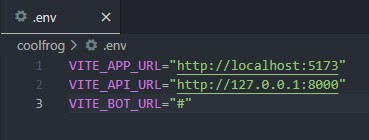 .env
coolfrog > .env
1 VITE_APP_URL="http://localhost:5173"
2 VITE_API_URL="http://127.0.0.1:8000"
3 VITE_BOT_URL="#"